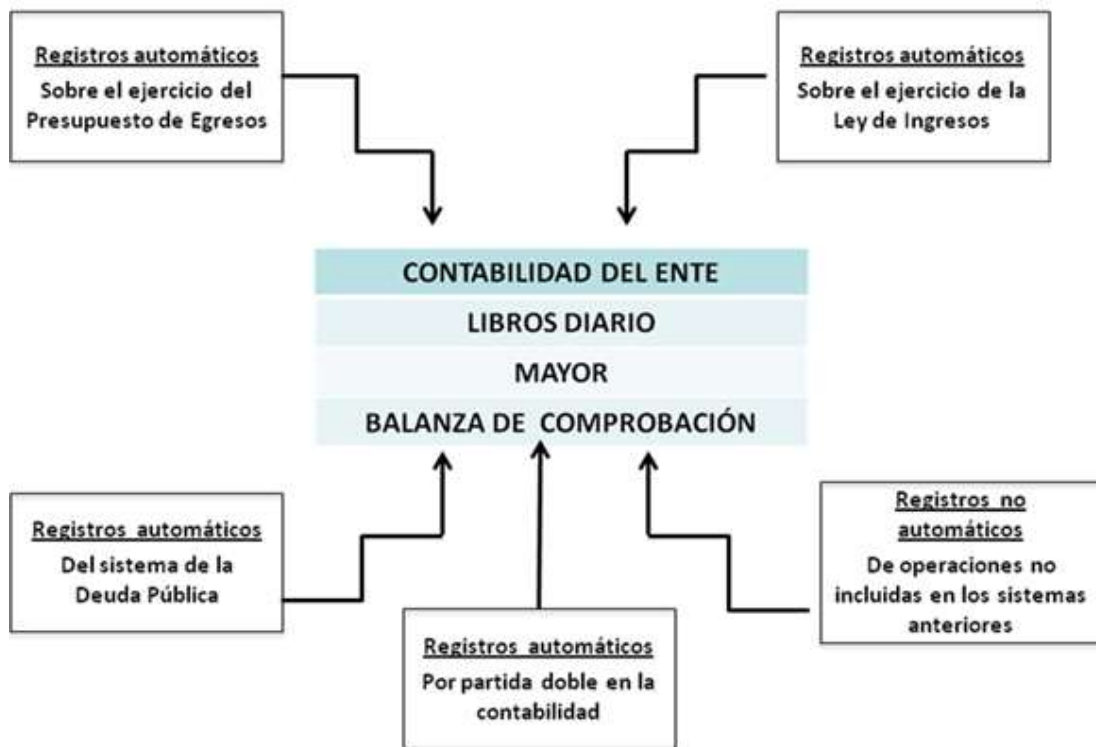 Registros automáticos
Sobre el ejercicio del
Presupuesto de Egresos
Registros automáticos
Sobre el ejercicio de la
Ley de Ingresos
CONTABILIDAD DEL ENTE
LIBROS DIARIO
MAYOR
BALANZA DE COMPROBACIÓN
Registros automáticos
Del sistema de la
Deuda Pública
Registros automáticos
Por partida doble en la
contabilidad
Registros no
automáticos
De operaciones no
incluidas en los sistemas
anteriores